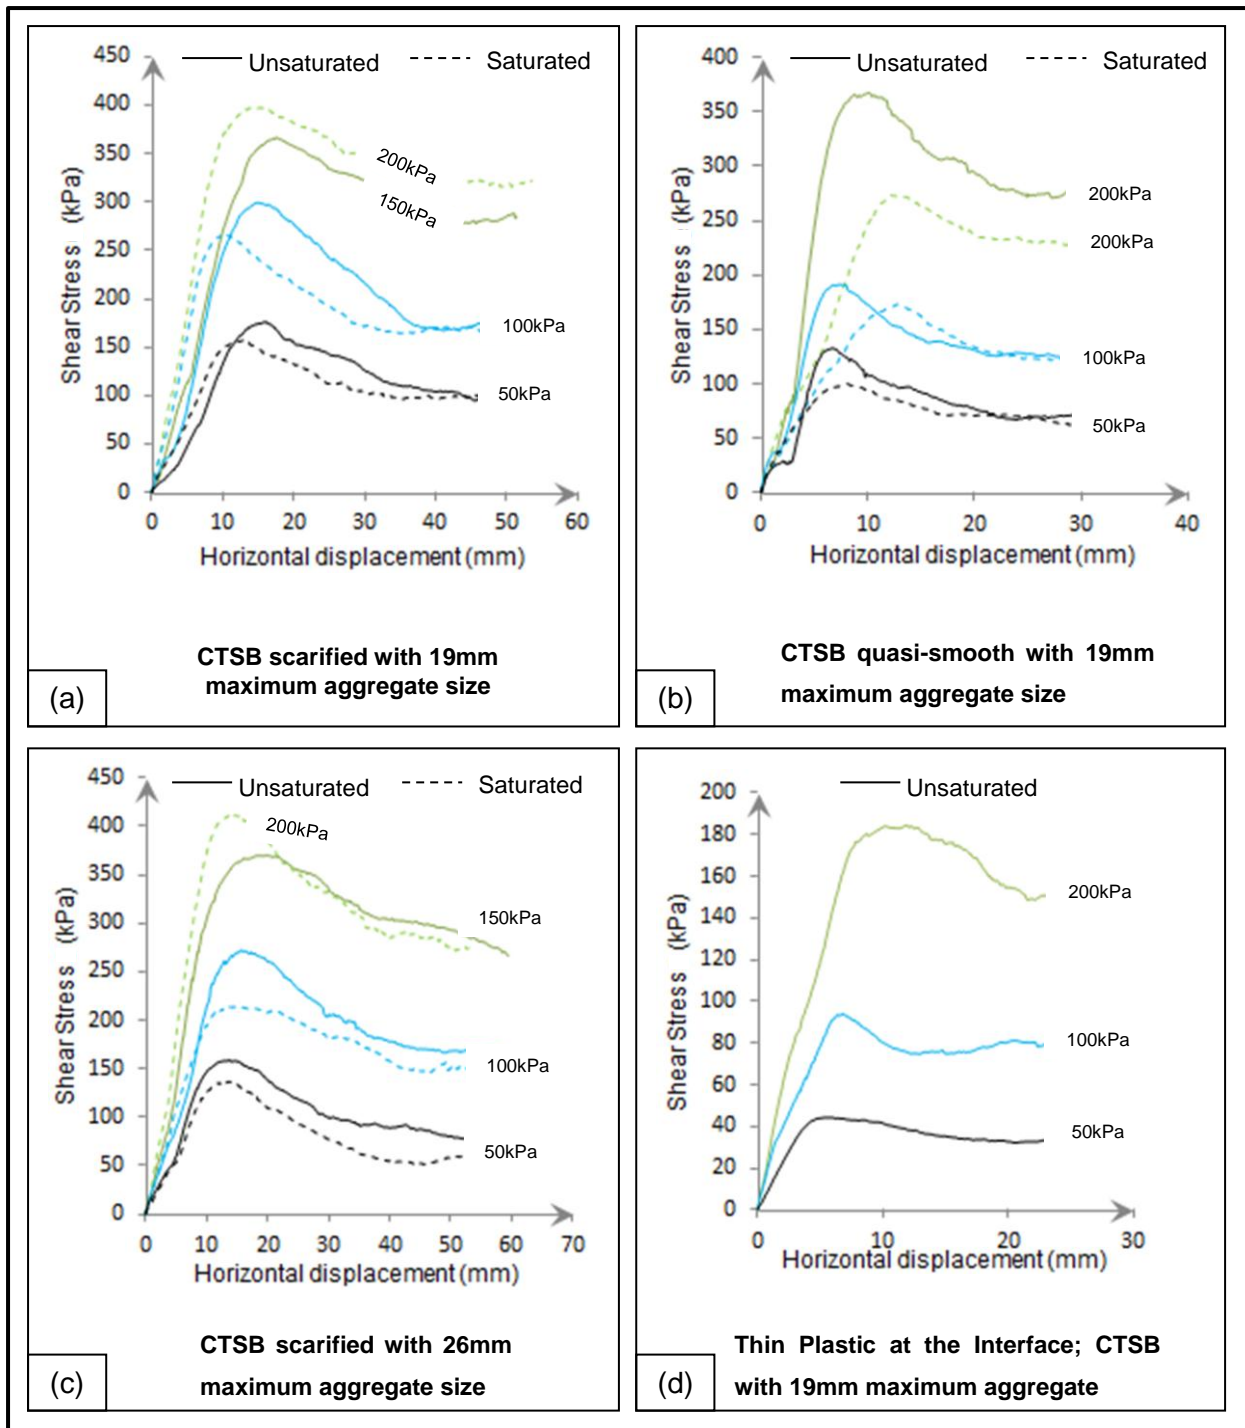 450
400
350
300
250
200
150
100
50
0
Shear Stress (kPa)
Unsaturated Saturated
200kPa
150kPa
100kPa
50kPa
0 10 20 30 40 50 60
Horizontal displacement (mm)
CTSB scarified with 19mm
maximum aggregate size
(a)
400
350
300
250
200
150
100
50
0
Shear Stress (kPa)
Unsaturated Saturated
200kPa
200kPa
100kPa
50kPa
0 10 20 30 40
Horizontal displacement (mm)
CTSB quasi-smooth with 19mm
maximum aggregate size
(b)
450
400
350
300
250
200
150
100
50
0
Shear Stress (kPa)
Unsaturated Saturated
200kPa
150kPa
100kPa
50kPa
0 10 20 30 40 50 60 70
Horizontal displacement (mm)
CTSB scarified with 26mm
maximum aggregate size
(c)
200
180
160
140
120
100
80
60
40
20
0
Shear Stress (kPa)
Unsaturated
200kPa
100kPa
50kPa
0 10 20 30
Horizontal displacement (mm)
Thin Plastic at the Interface; CTSB
with 19mm maximum aggregate
(d)